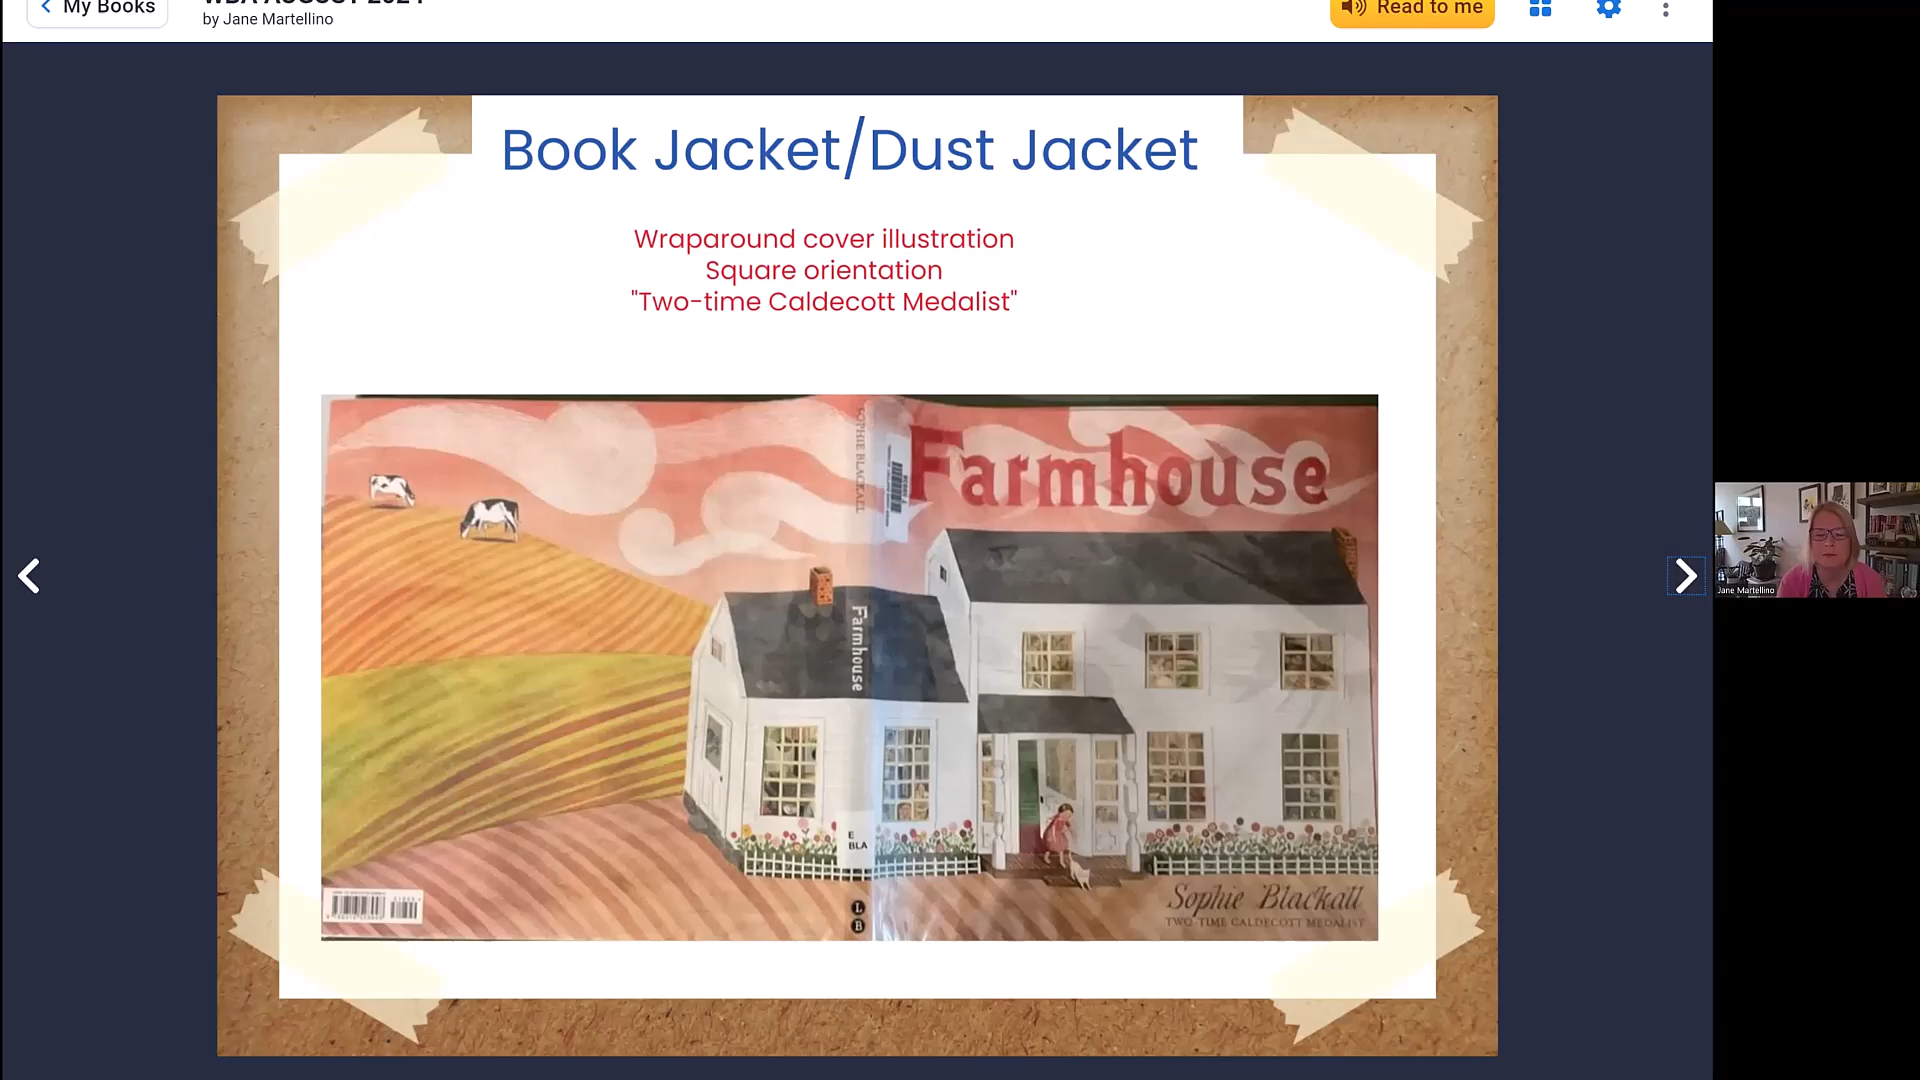 My Books
by Jane Martellino
Read to me
Book Jacket/Dust Jacket
Wraparound cover illustration
Square orientation
"Two-time Caldecott Medalist"
SOPHIE BLACKALL
Farmhouse
Farmhouse
E
BLA
L
B
Sophie Blackall
TWO-TIME CALDECOTT MEDALIST
Jane Martellino